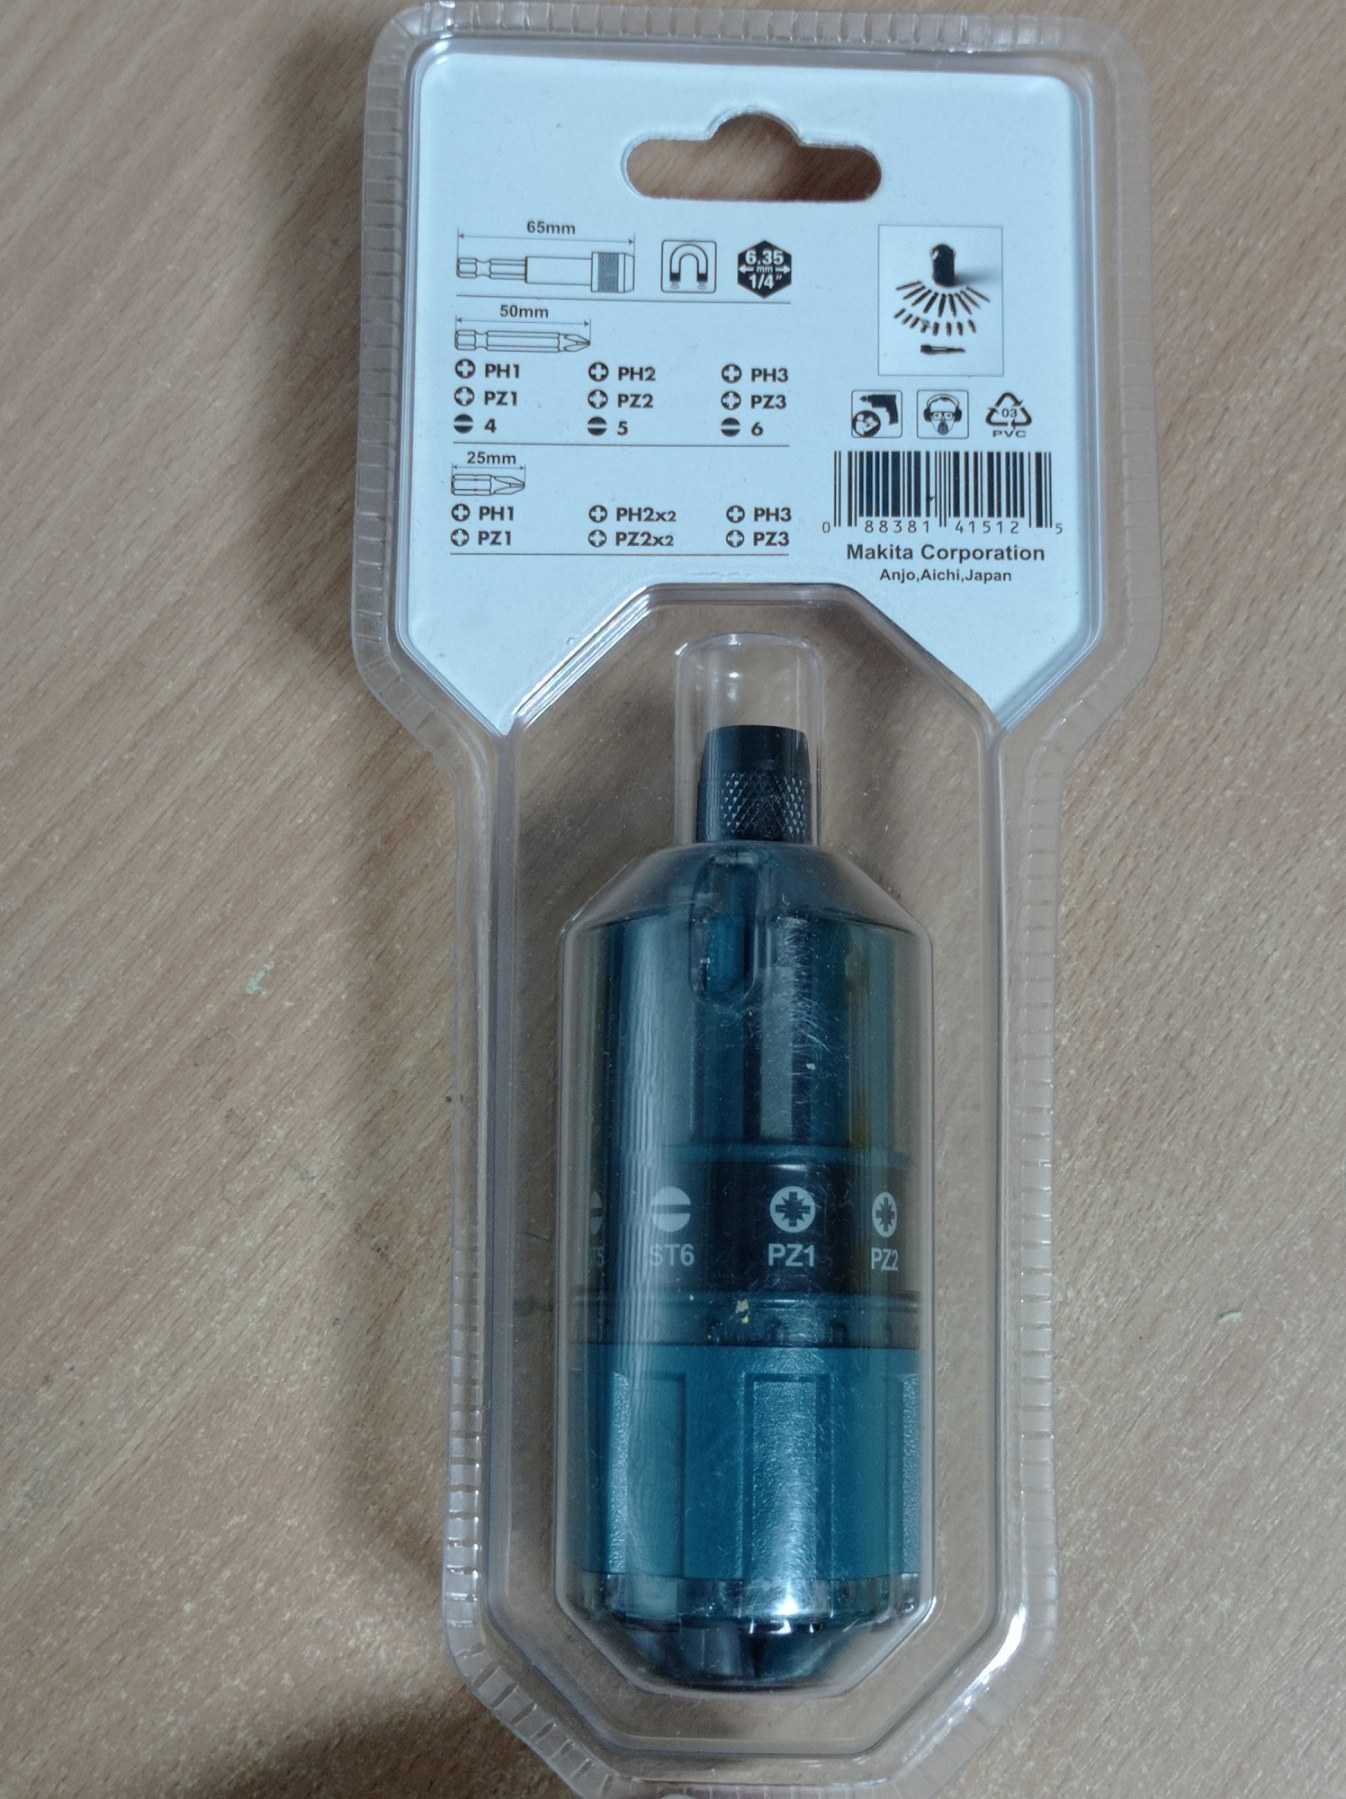 65mm
6.35
mm
1/4"
50mm
PH1 PH2 PH3
PZ1 PZ2 PZ3
4 5 6
25mm
PH1 PH2x2 PH3
PZ1 PZ2x2 PZ3
03
PVC
0 88381 41512 5
Makita Corporation
Anjo,Aichi,Japan
ST6 PZ1 PZ2